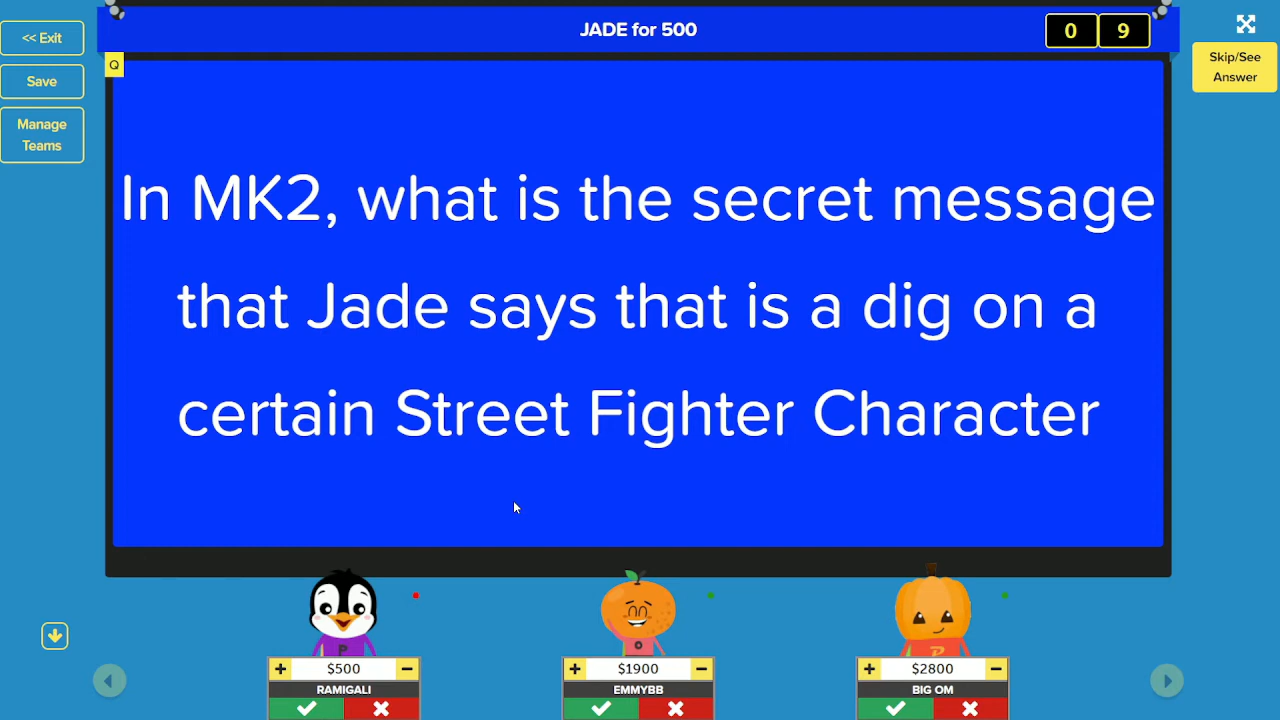 << Exit
JADE for 500
0 9
Skip/See
Answer
Q
Save
Manage
Teams
In MK2, what is the secret message
that Jade says that is a dig on a
certain Street Fighter Character
P
O
P
+ $500 −
+ $1900 −
+ $2800 −
RAMIGALI
EMMYBB
BIG OM